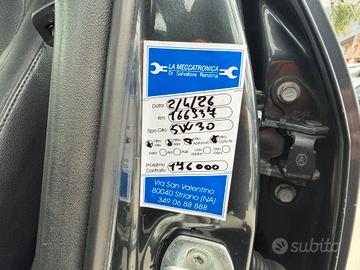 LA MECCATRONICA
Di Salvatore Rendina
Data 2/4/26
Km 166337
Tipo Olio 5W30
Prossimo
Controllo 176000
Via San Valentino
80040 Striano (NA)
349 06 88 888
subito